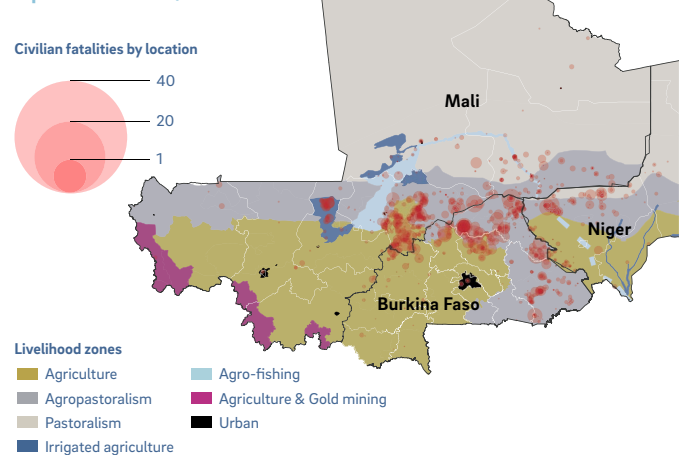 Civilian fatalities by location
40
20
1
Mali
Niger
Burkina Faso
Livelihood zones
Agriculture
Agropastoralism
Pastoralism
Irrigated agriculture
Agro-fishing
Agriculture & Gold mining
Urban